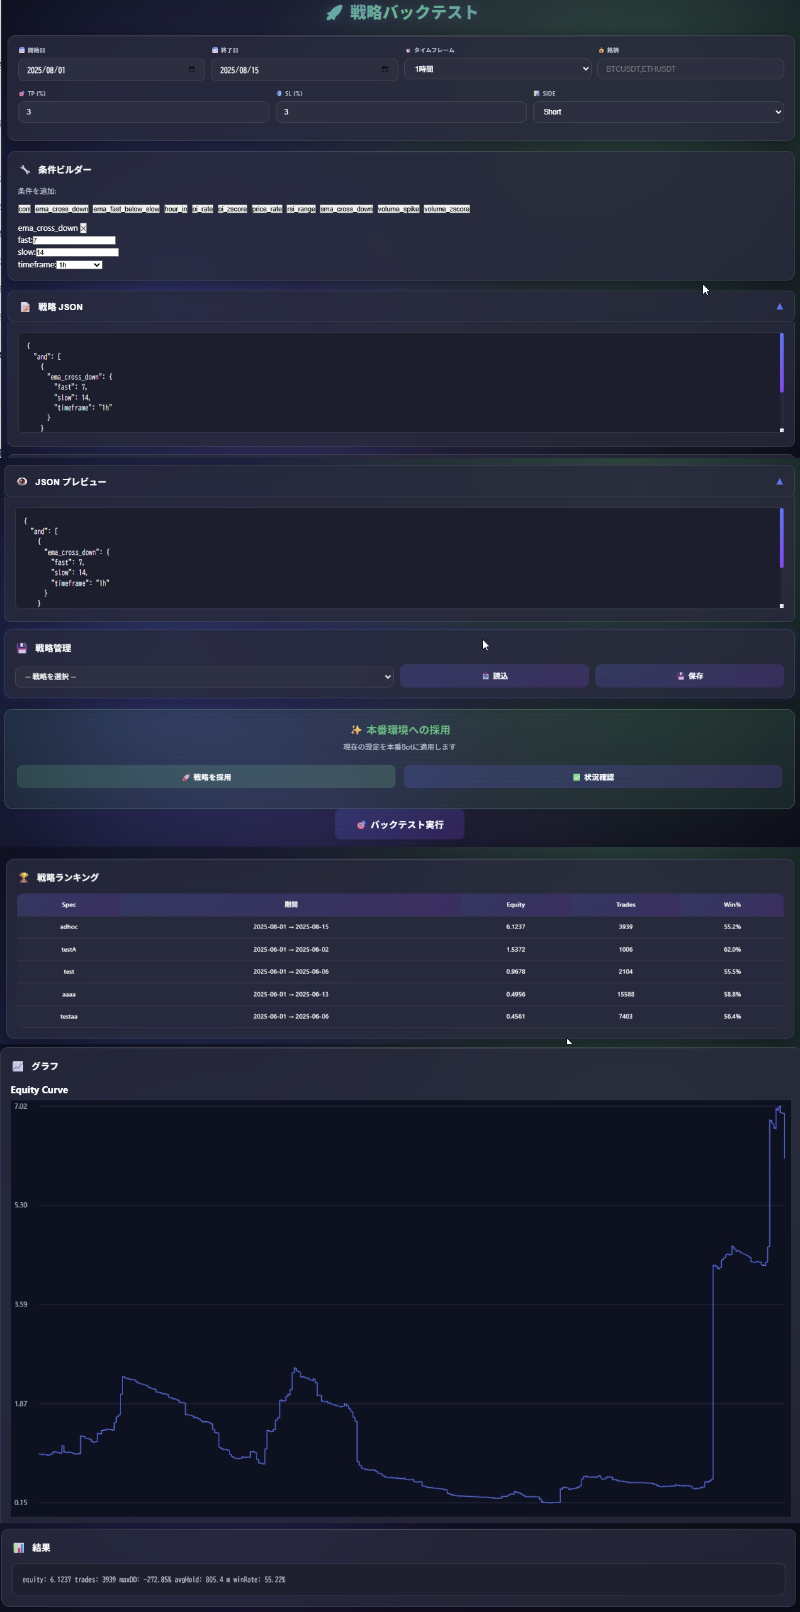 戦略バックテスト
開始日 終了日 タイムフレーム 銘柄
2025/08/01 2025/08/15 1時間 BTCUSDT,ETHUSDT
TP (%) SL (%) SIDE
3 3 Short
条件ビルダー
条件を追加:
ema_cross_down ema_fast_below_slow hour_in oi_rate oi_zscore price_rate rsi_range sma_cross_down volume_spike volume_zscore
ema_cross_down
fast:7
slow:14
timeframe: 1h
戦略 JSON
{
"and": [
{
"ema_cross_down": {
"fast": 7,
"slow": 14,
"timeframe": "1h"
}
}
JSON プレビュー
{
"and": [
{
"ema_cross_down": {
"fast": 7,
"slow": 14,
"timeframe": "1h"
}
}
戦略管理
-- 戦略を選択 -- 読込 保存
本番環境への採用
現在の設定を本番Botに適用します
戦略を採用 状況確認
バックテスト実行
戦略ランキング
Spec 期間 Equity Trades Win%
adhoc 2025-08-01 → 2025-08-15 6.1237 3939 55.2%
testA 2025-06-01 → 2025-06-02 1.5372 1006 62.0%
test 2025-06-01 → 2025-06-06 0.9678 2104 55.5%
aaaa 2025-06-01 → 2025-06-13 0.4956 15588 58.8%
testaa 2025-06-01 → 2025-06-06 0.4561 7403 56.4%
グラフ
Equity Curve
7.02
5.30
3.59
1.87
0.15
結果
equity: 6.1237 trades: 3939 maxDD: -272.85% avgHold: 805.4 m winRate: 55.22%